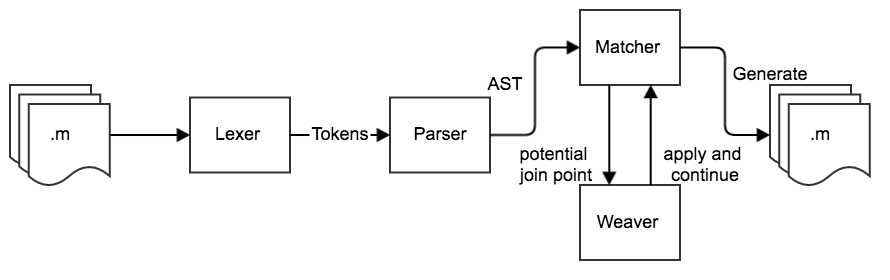 .m
Lexer
Tokens
Parser
AST
Matcher
potential
join point
apply and
continue
Weaver
Generate
.m